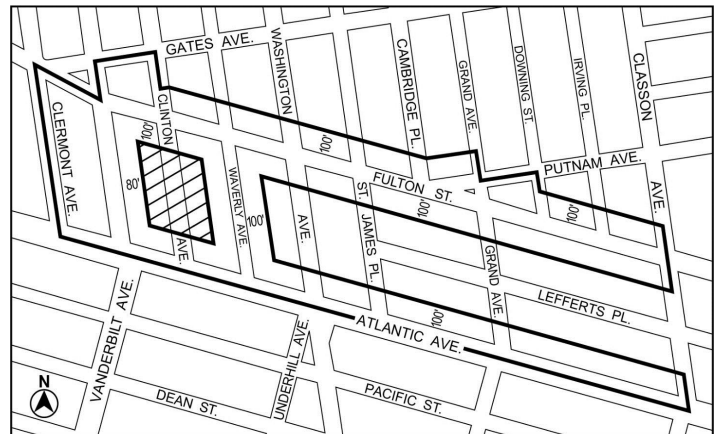 GATES AVE.
WASHINGTON
CAMBRIDGE PL.
GRAND AVE.
DOWNING ST.
IRVING PL.
CLASSON
CLERMONT AVE.
CLINTON
100'
100'
PUTNAM AVE.
80'
WAVERLY AVE.
FULTON ST.
100'
100'
AVE.
100'
AVE.
AVE.
ST. JAMES PL.
GRAND AVE.
LEFFERTS PL.
100'
VANDERBILT AVE.
UNDERHILL AVE.
ATLANTIC AVE.
N
DEAN ST.
PACIFIC ST.